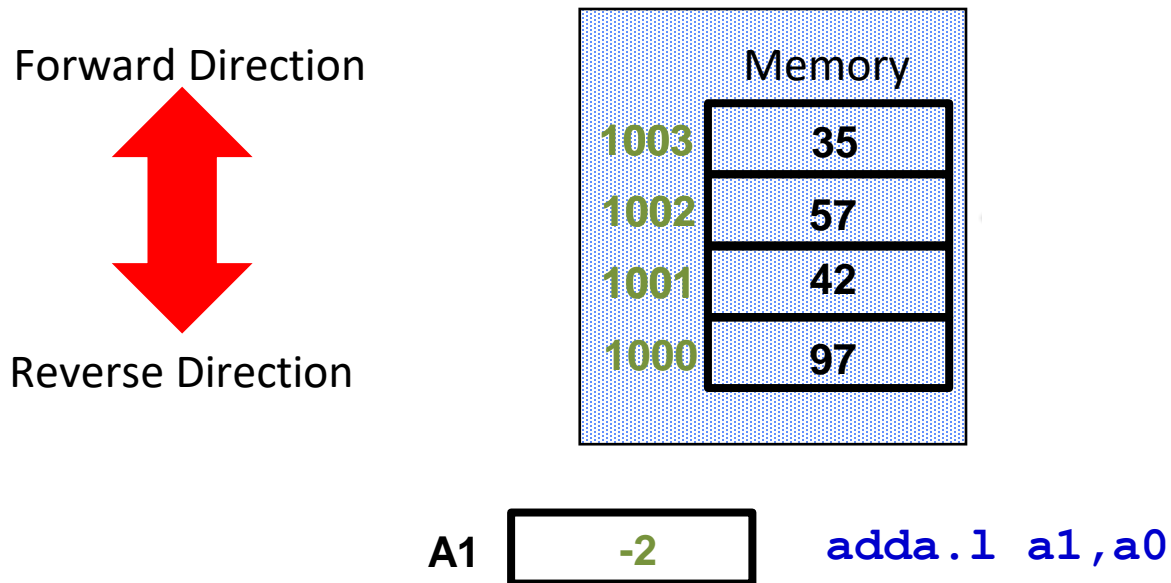 Forward Direction
Reverse Direction
Memory
1003 35
1002 57
1001 42
1000 97
A1 -2 adda.l a1,a0